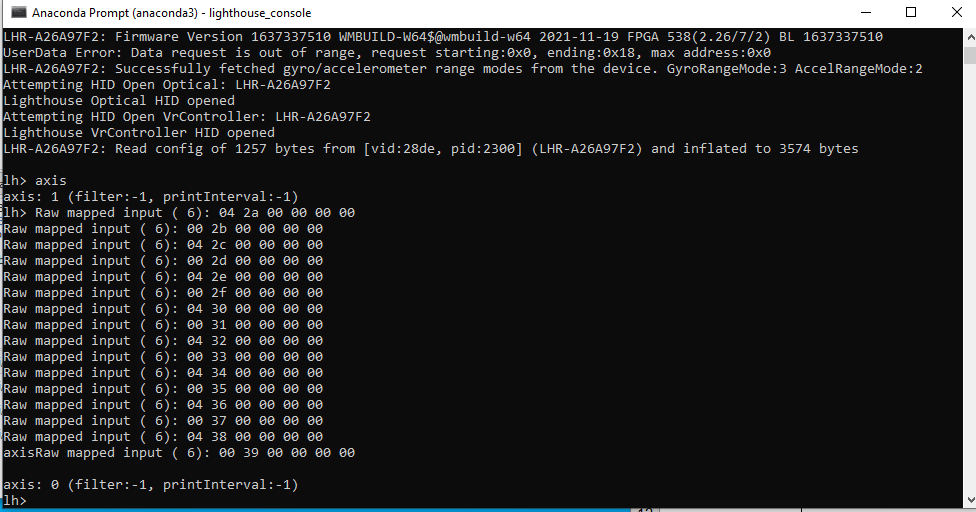 Anaconda Prompt (anaconda3) - lighthouse_console
LHR-A26A97F2: Firmware Version 1637337510 WMBUILD-W64$@wmbuild-w64 2021-11-19 FPGA 538(2.26/7/2) BL 1637337510
UserData Error: Data request is out of range, request starting:0x0, ending:0x18, max address:0x0
LHR-A26A97F2: Successfully fetched gyro/accelerometer range modes from the device. GyroRangeMode:3 AccelRangeMode:2
Attempting HID Open Optical: LHR-A26A97F2
Lighthouse Optical HID opened
Attempting HID Open VrController: LHR-A26A97F2
Lighthouse VrController HID opened
LHR-A26A97F2: Read config of 1257 bytes from [vid:28de, pid:2300] (LHR-A26A97F2) and inflated to 3574 bytes
lh> axis
axis: 1 (filter:-1, printInterval:-1)
lh> Raw mapped input ( 6): 04 2a 00 00 00 00
Raw mapped input ( 6): 00 2b 00 00 00 00
Raw mapped input ( 6): 04 2c 00 00 00 00
Raw mapped input ( 6): 00 2d 00 00 00 00
Raw mapped input ( 6): 04 2e 00 00 00 00
Raw mapped input ( 6): 00 2f 00 00 00 00
Raw mapped input ( 6): 04 30 00 00 00 00
Raw mapped input ( 6): 00 31 00 00 00 00
Raw mapped input ( 6): 04 32 00 00 00 00
Raw mapped input ( 6): 00 33 00 00 00 00
Raw mapped input ( 6): 04 34 00 00 00 00
Raw mapped input ( 6): 00 35 00 00 00 00
Raw mapped input ( 6): 04 36 00 00 00 00
Raw mapped input ( 6): 00 37 00 00 00 00
Raw mapped input ( 6): 04 38 00 00 00 00
axisRaw mapped input ( 6): 00 39 00 00 00 00
axis: 0 (filter:-1, printInterval:-1)
lh>